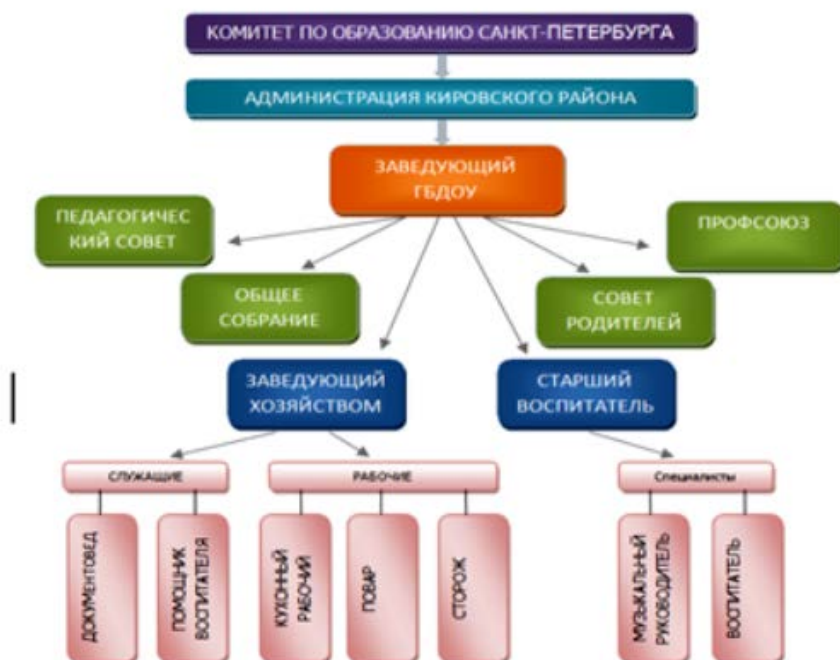 КОМИТЕТ ПО ОБРАЗОВАНИЮ САНКТ-ПЕТЕРБУРГА
АДМИНИСТРАЦИЯ КИРОВСКОГО РАЙОНА
ЗАВЕДУЮЩИЙ
ГБДОУ
ПЕДАГОГИЧЕС
КИЙ СОВЕТ
ПРОФСОЮЗ
ОБЩЕЕ
СОБРАНИЕ
СОВЕТ
РОДИТЕЛЕЙ
ЗАВЕДУЮЩИЙ
ХОЗЯЙСТВОМ
СТАРШИЙ
ВОСПИТАТЕЛЬ
СЛУЖАЩИЕ
РАБОЧИЕ
Специалисты
ДОКУМЕНТОВЕД
ПОМОЩНИК
ВОСПИТАТЕЛЯ
КУХОННЫЙ
РАБОЧИЙ
ПОВАР
СТОРОЖ
МУЗЫКАЛЬНЫЙ
РУКОВОДИТЕЛЬ
ВОСПИТАТЕЛЬ